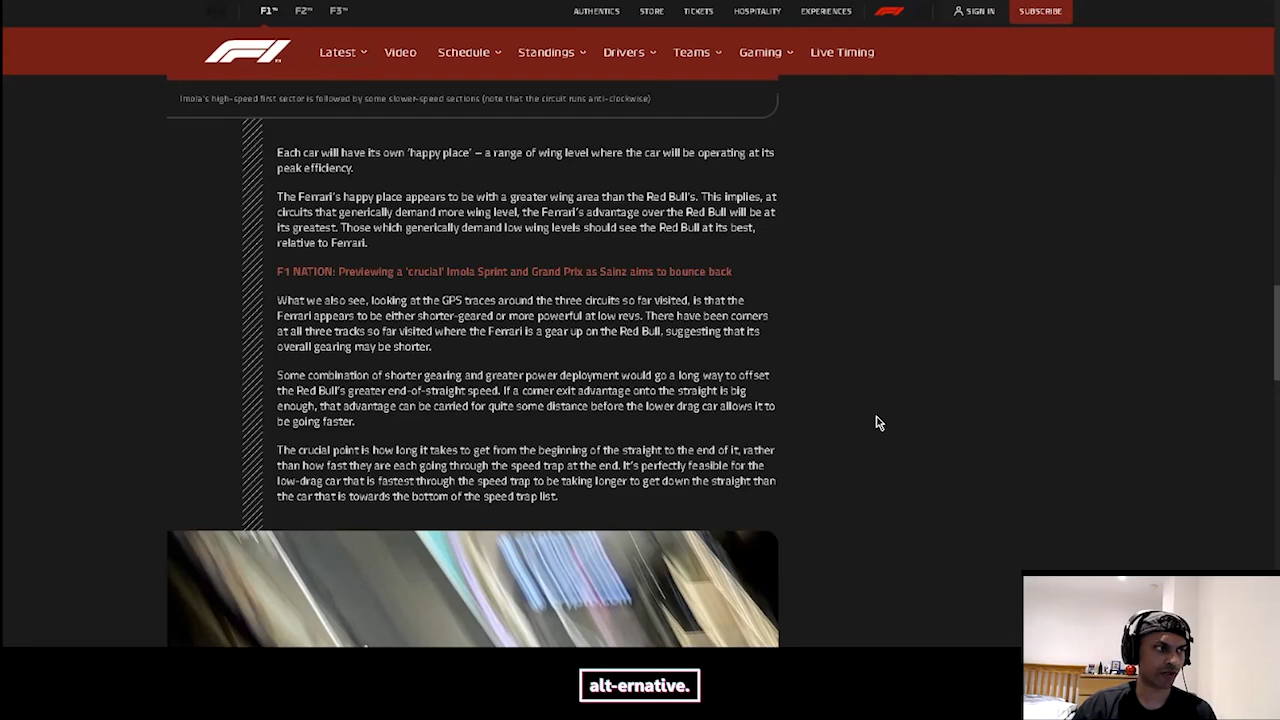 F1™ F2™ F3™ AUTHENTICS STORE TICKETS HOSPITALITY EXPERIENCES F1 SIGN IN SUBSCRIBE
F1 Latest Video Schedule Standings Drivers Teams Gaming Live Timing
Imola's high-speed first sector is followed by some slower-speed sections (note that the circuit runs anti-clockwise)
Each car will have its own ‘happy place’ – a range of wing level where the car will be operating at its
peak efficiency.
The Ferrari’s happy place appears to be with a greater wing area than the Red Bull’s. This implies, at
circuits that generically demand more wing level, the Ferrari’s advantage over the Red Bull will be at
its greatest. Those which generically demand low wing levels should see the Red Bull at its best,
relative to Ferrari.
F1 NATION: Previewing a 'crucial' Imola Sprint and Grand Prix as Sainz aims to bounce back
What we also see, looking at the GPS traces around the three circuits so far visited, is that the
Ferrari appears to be either shorter-geared or more powerful at low revs. There have been corners
at all three tracks so far visited where the Ferrari is a gear up on the Red Bull, suggesting that its
overall gearing may be shorter.
Some combination of shorter gearing and greater power deployment would go a long way to offset
the Red Bull’s greater end-of-straight speed. If a corner exit advantage onto the straight is big
enough, that advantage can be carried for quite some distance before the lower drag car allows it to
be going faster.
The crucial point is how long it takes to get from the beginning of the straight to the end of it, rather
than how fast they are each going through the speed trap at the end. It’s perfectly feasible for the
low-drag car that is fastest through the speed trap to be taking longer to get down the straight than
the car that is towards the bottom of the speed trap list.
alt-ernative.